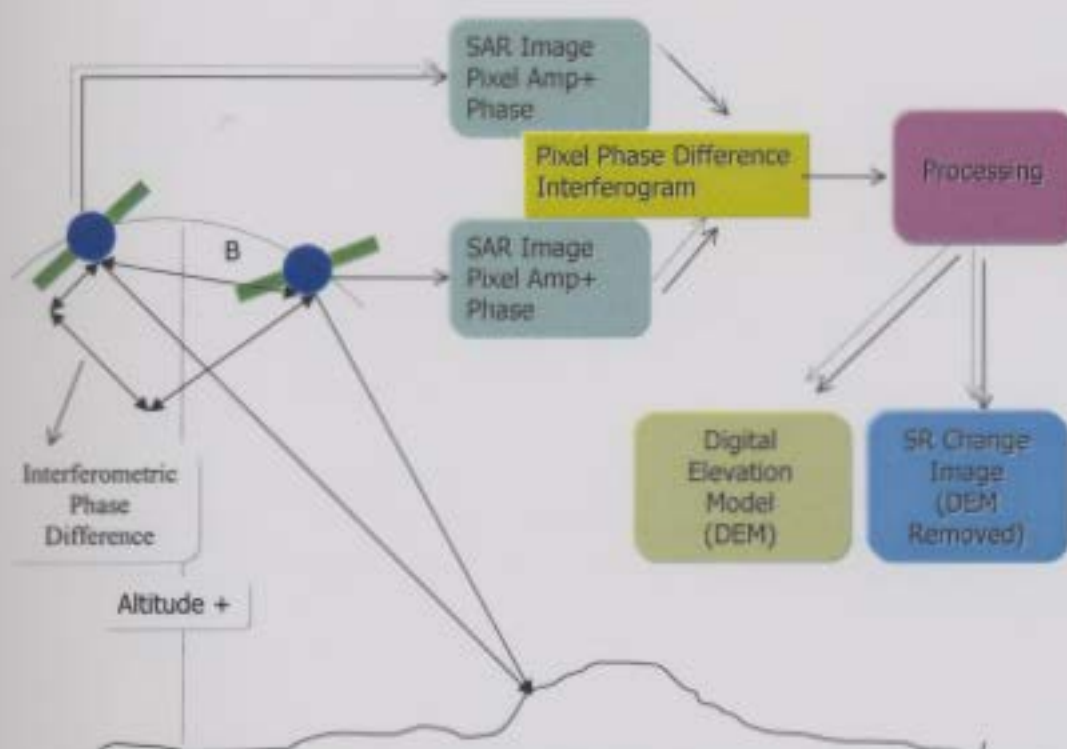 SAR Image
Pixel Amp+
Phase
Pixel Phase Difference
Interferogram
Processing
B
SAR Image
Pixel Amp+
Phase
Interferometric
Phase
Difference
Digital
Elevation
Model
(DEM)
SR Change
Image
(DEM
Removed)
Altitude +